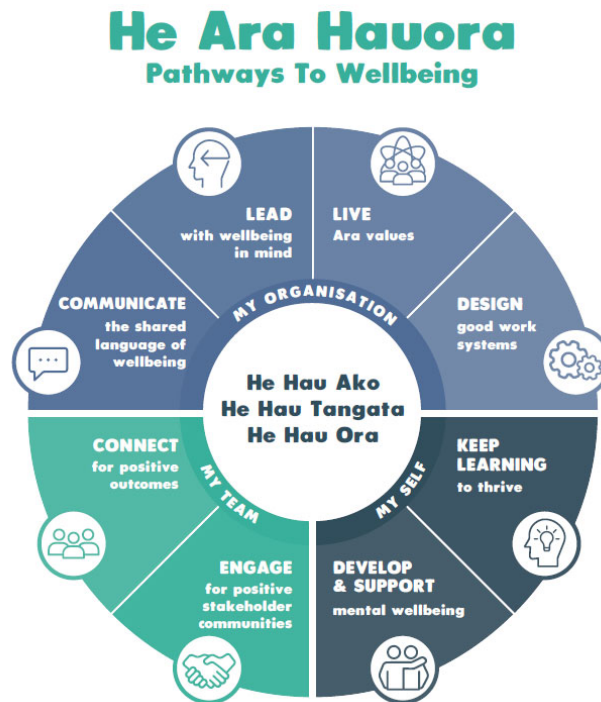 He Ara Hauora
Pathways To Wellbeing
LEAD
with wellbeing
in mind
LIVE
Ara values
COMMUNICATE
the shared
language of
wellbeing
DESIGN
good work
systems
MY ORGANISATION
He Hau Ako
He Hau Tangata
He Hau Ora
CONNECT
for positive
outcomes
KEEP
LEARNING
to thrive
MY TEAM
MY SELF
ENGAGE
for positive
stakeholder
communities
DEVELOP
& SUPPORT
mental wellbeing